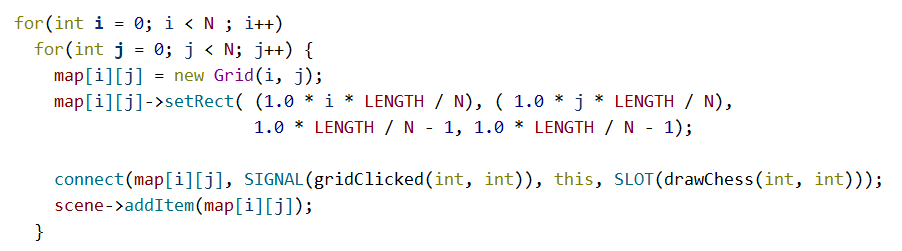 for(int i = 0; i < N ; i++)
  for(int j = 0; j < N; j++) {
    map[i][j] = new Grid(i, j);
    map[i][j]->setRect( (1.0 * i * LENGTH / N), ( 1.0 * j * LENGTH / N),
                        1.0 * LENGTH / N - 1, 1.0 * LENGTH / N - 1);
    connect(map[i][j], SIGNAL(gridClicked(int, int)), this, SLOT(drawChess(int, int)));
    scene->addItem(map[i][j]);
  }